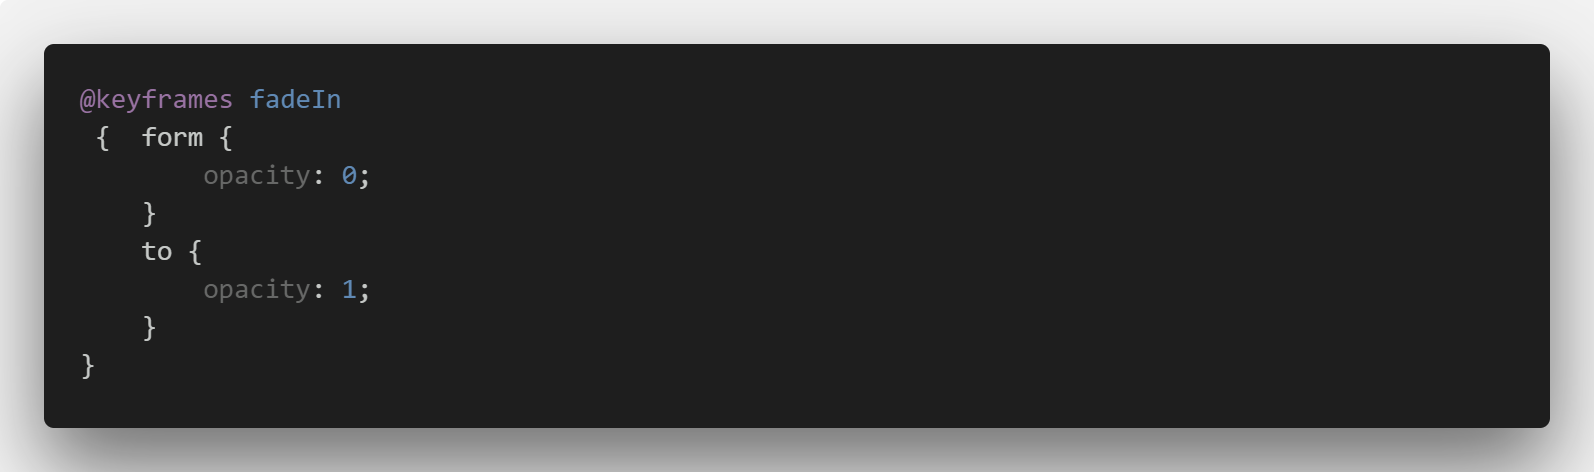 @keyframes fadeIn
 {  form {
        opacity: 0;
    }
    to {
        opacity: 1;
    }
}